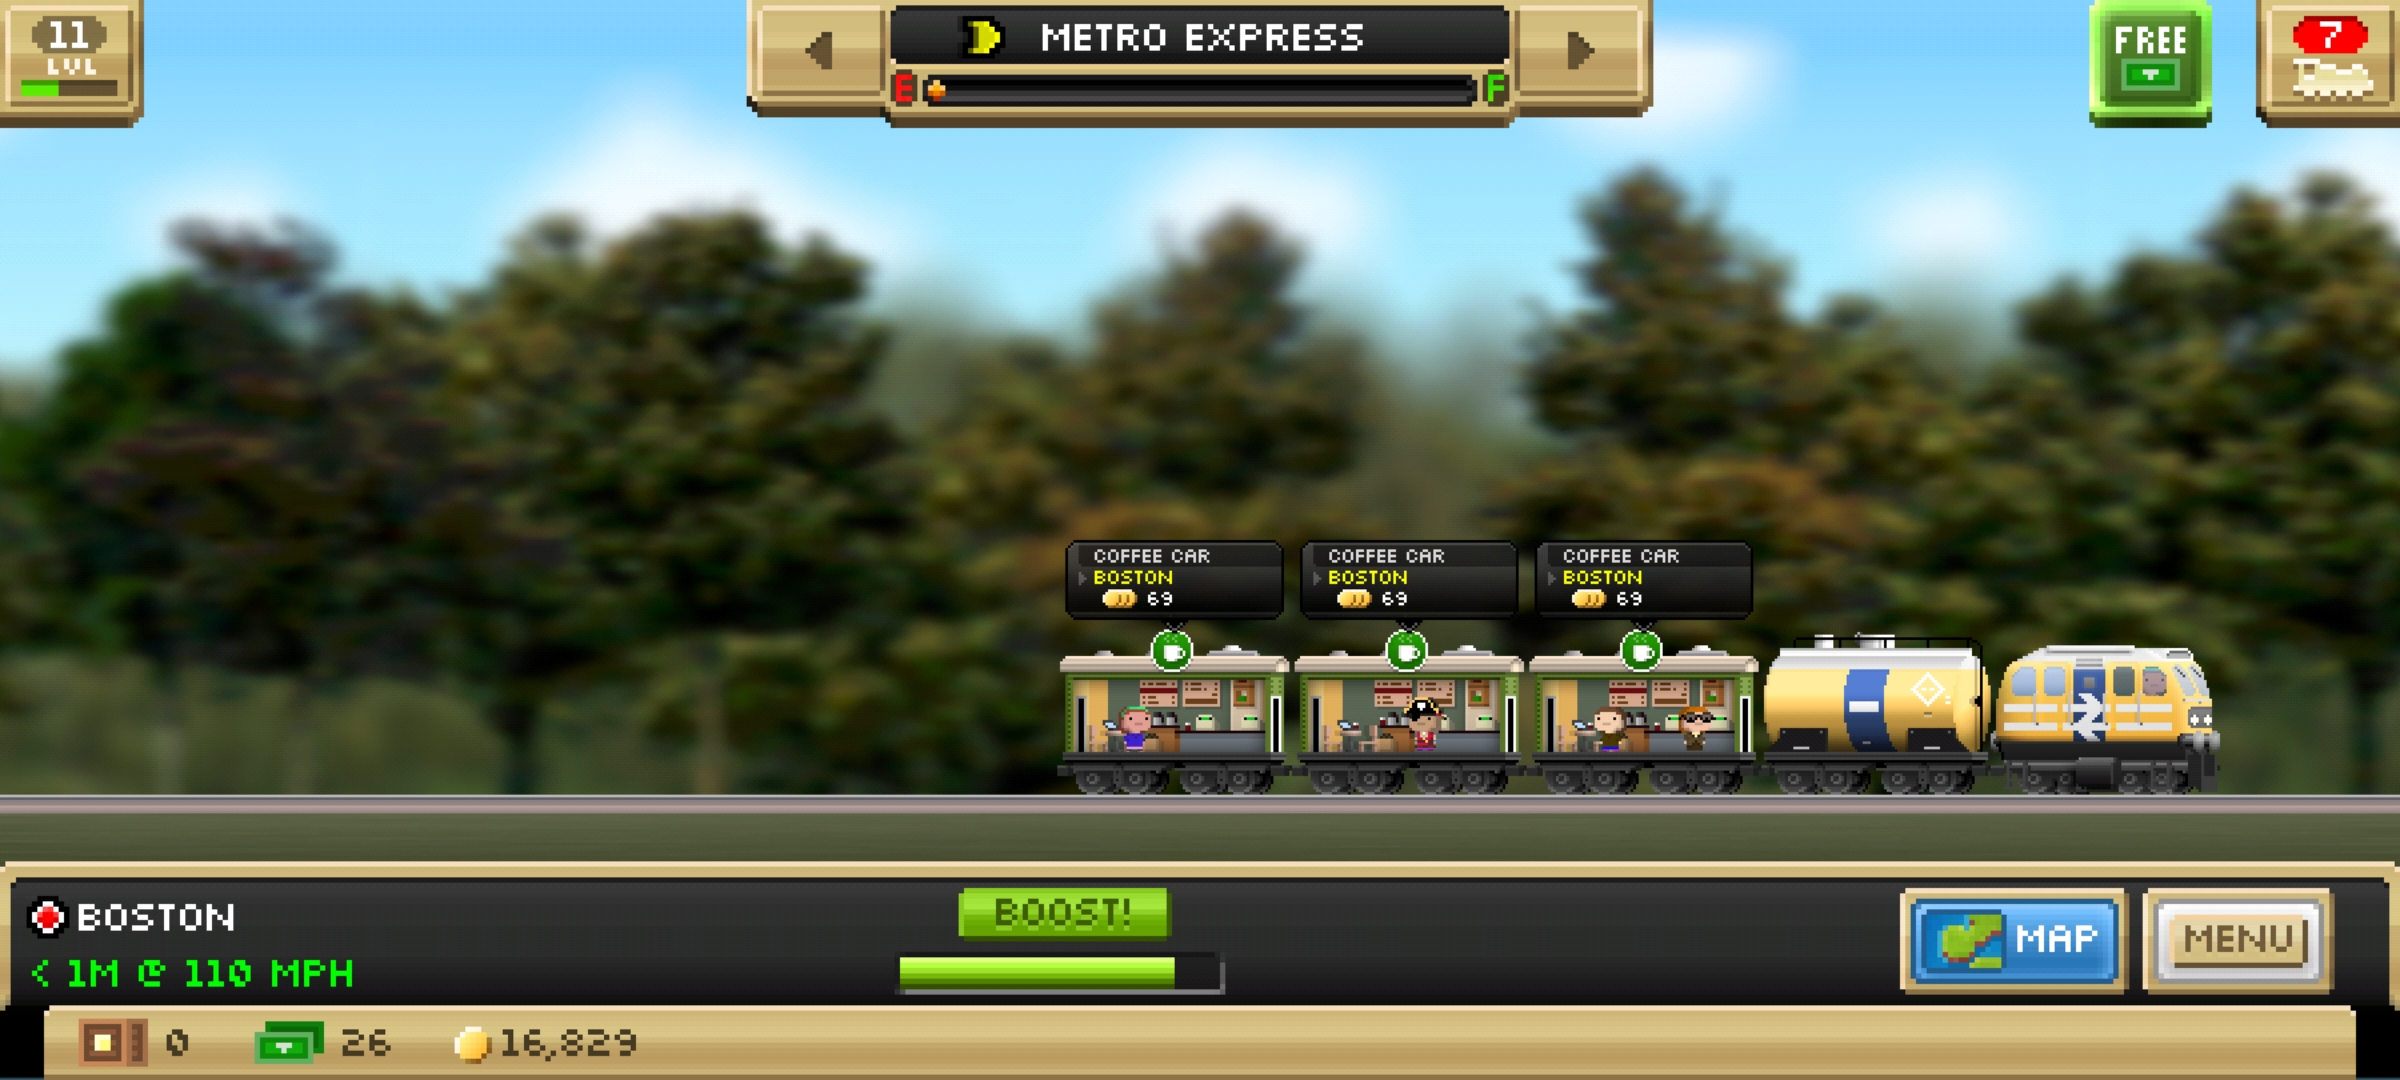 11
LVL
METRO EXPRESS
E F
FREE
7
COFFEE CAR
BOSTON
69
COFFEE CAR
BOSTON
69
COFFEE CAR
BOSTON
69
BOSTON
< 1M @ 110 MPH
BOOST!
MAP
MENU
0 26 16,829